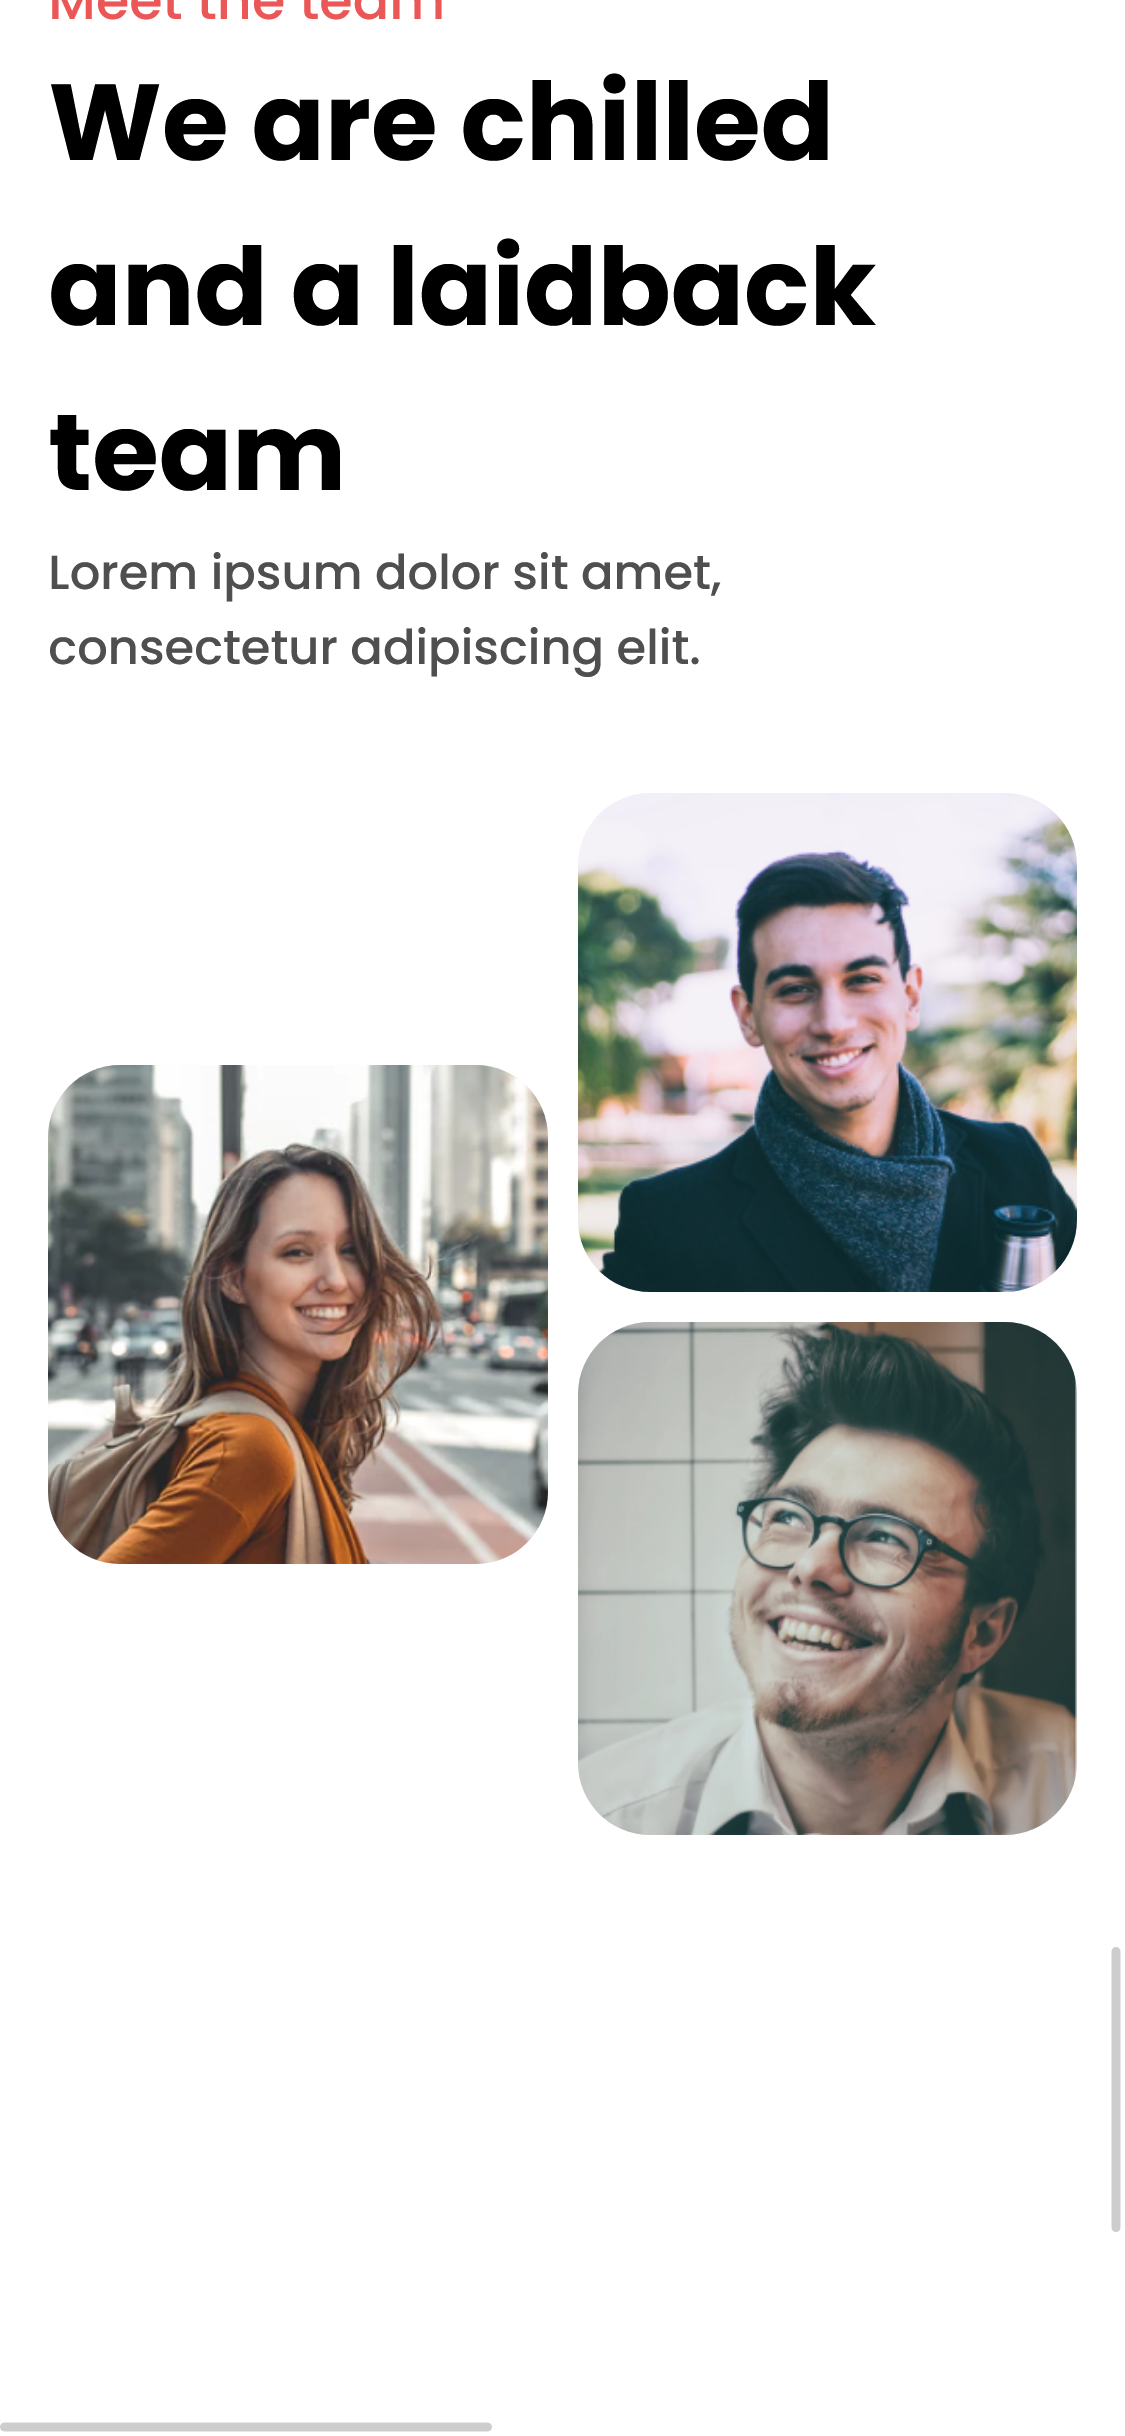 Meet the team
We are chilled
and a laidback
team
Lorem ipsum dolor sit amet,
consectetur adipiscing elit.